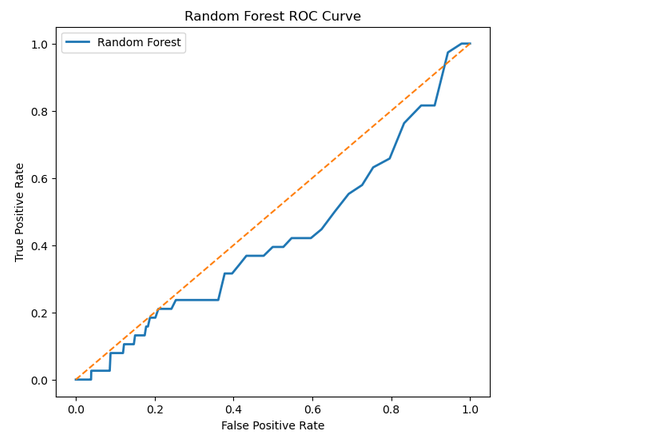 Random Forest ROC Curve
Random Forest
True Positive Rate
1.0
0.8
0.6
0.4
0.2
0.0
0.0 0.2 0.4 0.6 0.8 1.0
False Positive Rate